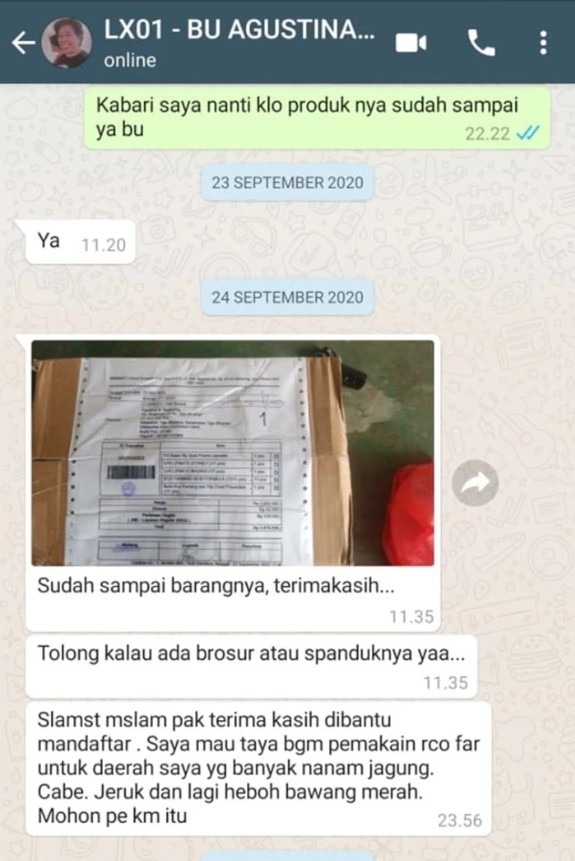 LX01 - BU AGUSTINA...
online
Kabari saya nanti klo produk nya sudah sampai
ya bu
22.22
23 SEPTEMBER 2020
Ya
11.20
24 SEPTEMBER 2020
1
Sudah sampai barangnya, terimakasih...
11.35
Tolong kalau ada brosur atau spanduknya yaa...
11.35
Slamst mslam pak terima kasih dibantu
mandaftar . Saya mau taya bgm pemakain rco far
untuk daerah saya yg banyak nanam jagung.
Cabe. Jeruk dan lagi heboh bawang merah.
Mohon pe km itu
23.56